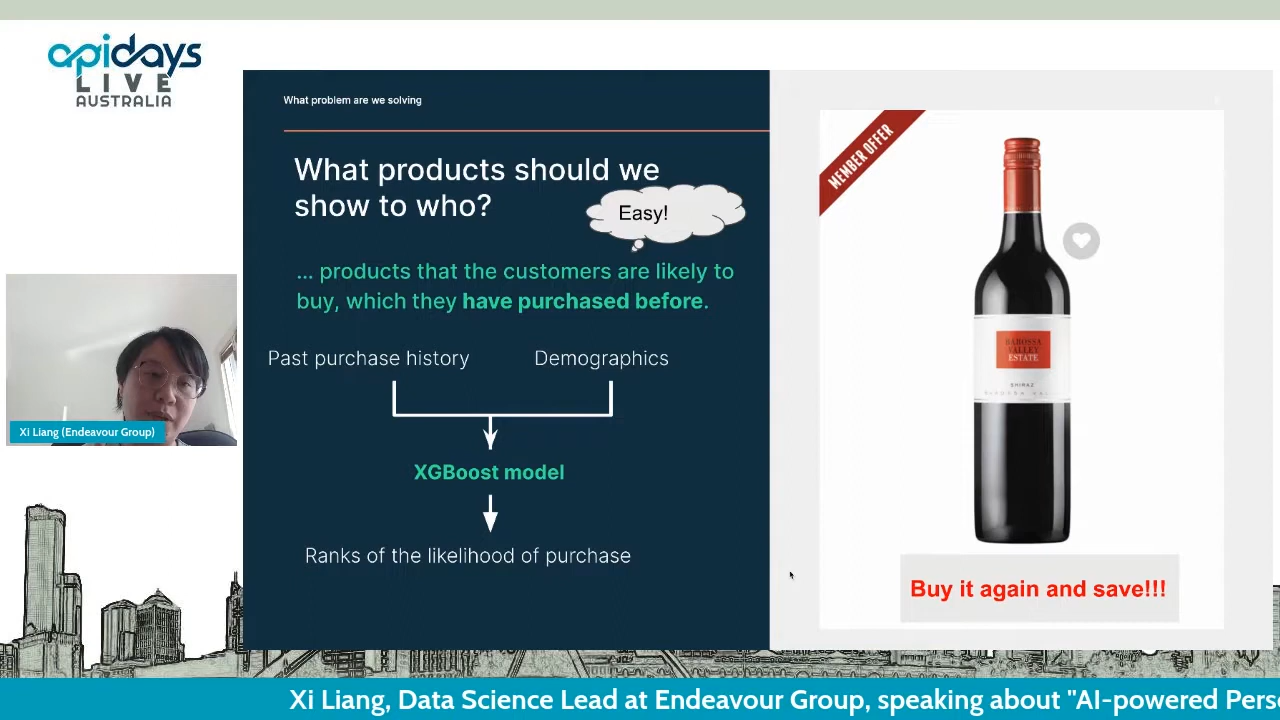 apidays
LIVE
AUSTRALIA
What problem are we solving
What products should we
show to who?
Easy!
... products that the customers are likely to
buy, which they have purchased before.
Past purchase history
Demographics
XGBoost model
Ranks of the likelihood of purchase
MEMBER OFFER
BAROSSA
VALLEY
ESTATE
SHIRAZ
Buy it again and save!!!
Xi Liang (Endeavour Group)
Xi Liang, Data Science Lead at Endeavour Group, speaking about "AI-powered Pers